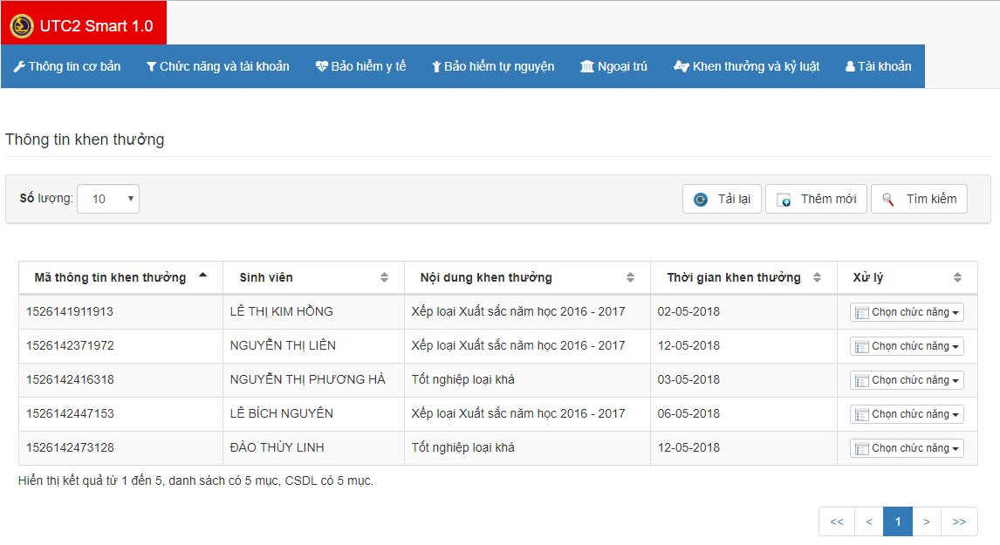 UTC2 Smart 1.0
Thông tin cơ bản Chức năng và tài khoản Bảo hiểm y tế Bảo hiểm tự nguyện Ngoại trú Khen thưởng và kỷ luật Tài khoản
Thông tin khen thưởng
Số lượng: 10 Tải lại Thêm mới Tìm kiếm
Mã thông tin khen thưởng Sinh viên Nội dung khen thưởng Thời gian khen thưởng Xử lý
1526141911913 LÊ THỊ KIM HỒNG Xếp loại Xuất sắc năm học 2016 - 2017 02-05-2018 Chọn chức năng
1526142371972 NGUYỄN THỊ LIÊN Xếp loại Xuất sắc năm học 2016 - 2017 12-05-2018 Chọn chức năng
1526142416318 NGUYỄN THỊ PHƯƠNG HÀ Tốt nghiệp loại khá 03-05-2018 Chọn chức năng
1526142447153 LÊ BÍCH NGUYÊN Xếp loại Xuất sắc năm học 2016 - 2017 06-05-2018 Chọn chức năng
1526142473128 ĐÀO THÙY LINH Tốt nghiệp loại khá 12-05-2018 Chọn chức năng
Hiển thị kết quả từ 1 đến 5, danh sách có 5 mục, CSDL có 5 mục.
<< < 1 > >>